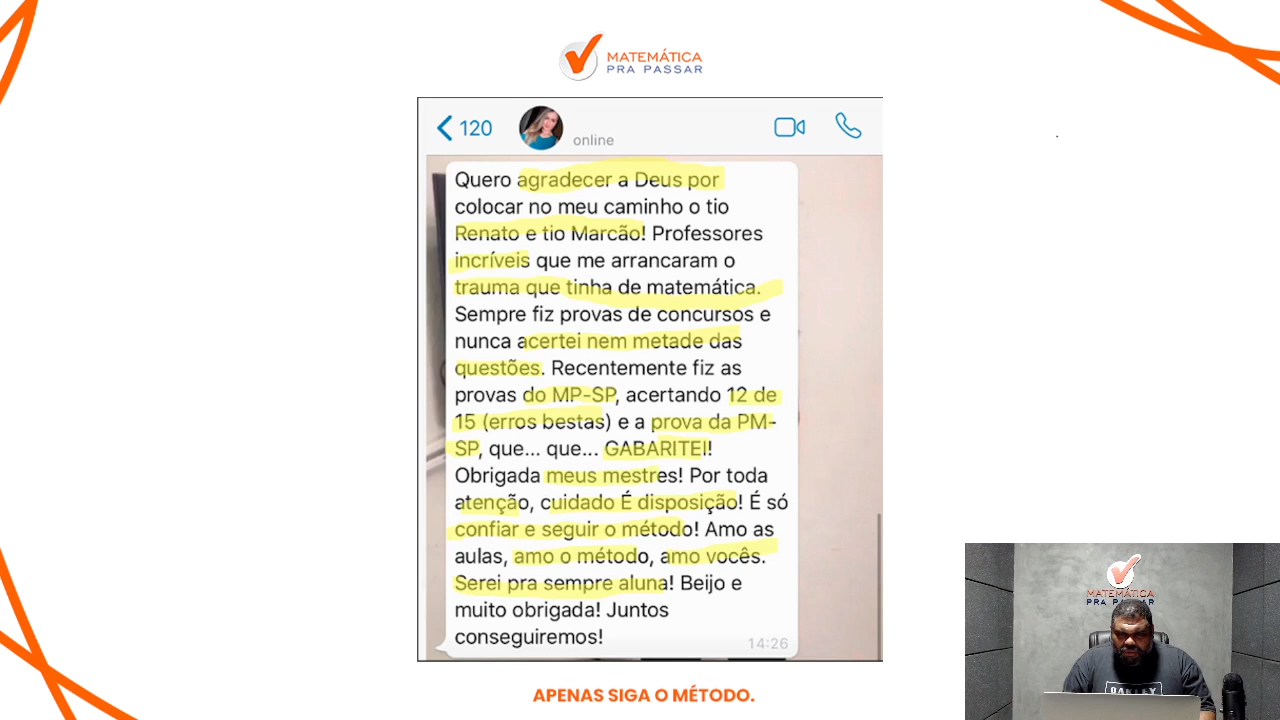 MATEMÁTICA
PRA PASSAR
120
online
Quero agradecer a Deus por
colocar no meu caminho o tio
Renato e tio Marcão! Professores
incríveis que me arrancaram o
trauma que tinha de matemática.
Sempre fiz provas de concursos e
nunca acertei nem metade das
questões. Recentemente fiz as
provas do MP-SP, acertando 12 de
15 (erros bestas) e a prova da PM-
SP, que... que... GABARITEI!
Obrigada meus mestres! Por toda
atenção, cuidado É disposição! É só
confiar e seguir o método! Amo as
aulas, amo o método, amo vocês.
Serei pra sempre aluna! Beijo e
muito obrigada! Juntos
conseguiremos!
14:26
APENAS SIGA O MÉTODO.
MATEMÁTICA
PRA PASSAR
OAKLEY